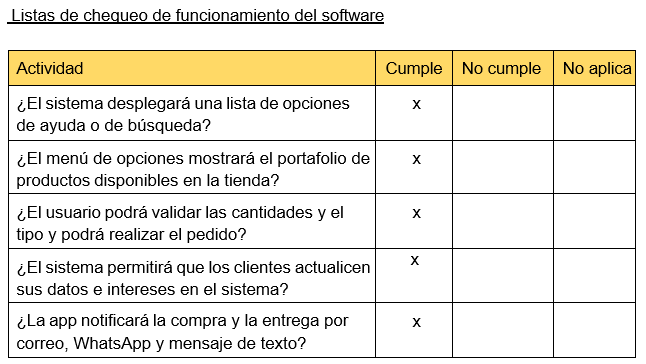 Listas de chequeo de funcionamiento del software
Actividad Cumple No cumple No aplica
¿El sistema desplegará una lista de opciones
de ayuda o de búsqueda? x
¿El menú de opciones mostrará el portafolio de
productos disponibles en la tienda? x
¿El usuario podrá validar las cantidades y el
tipo y podrá realizar el pedido? x
¿El sistema permitirá que los clientes actualicen
sus datos e intereses en el sistema? x
¿La app notificará la compra y la entrega por
correo, WhatsApp y mensaje de texto? x